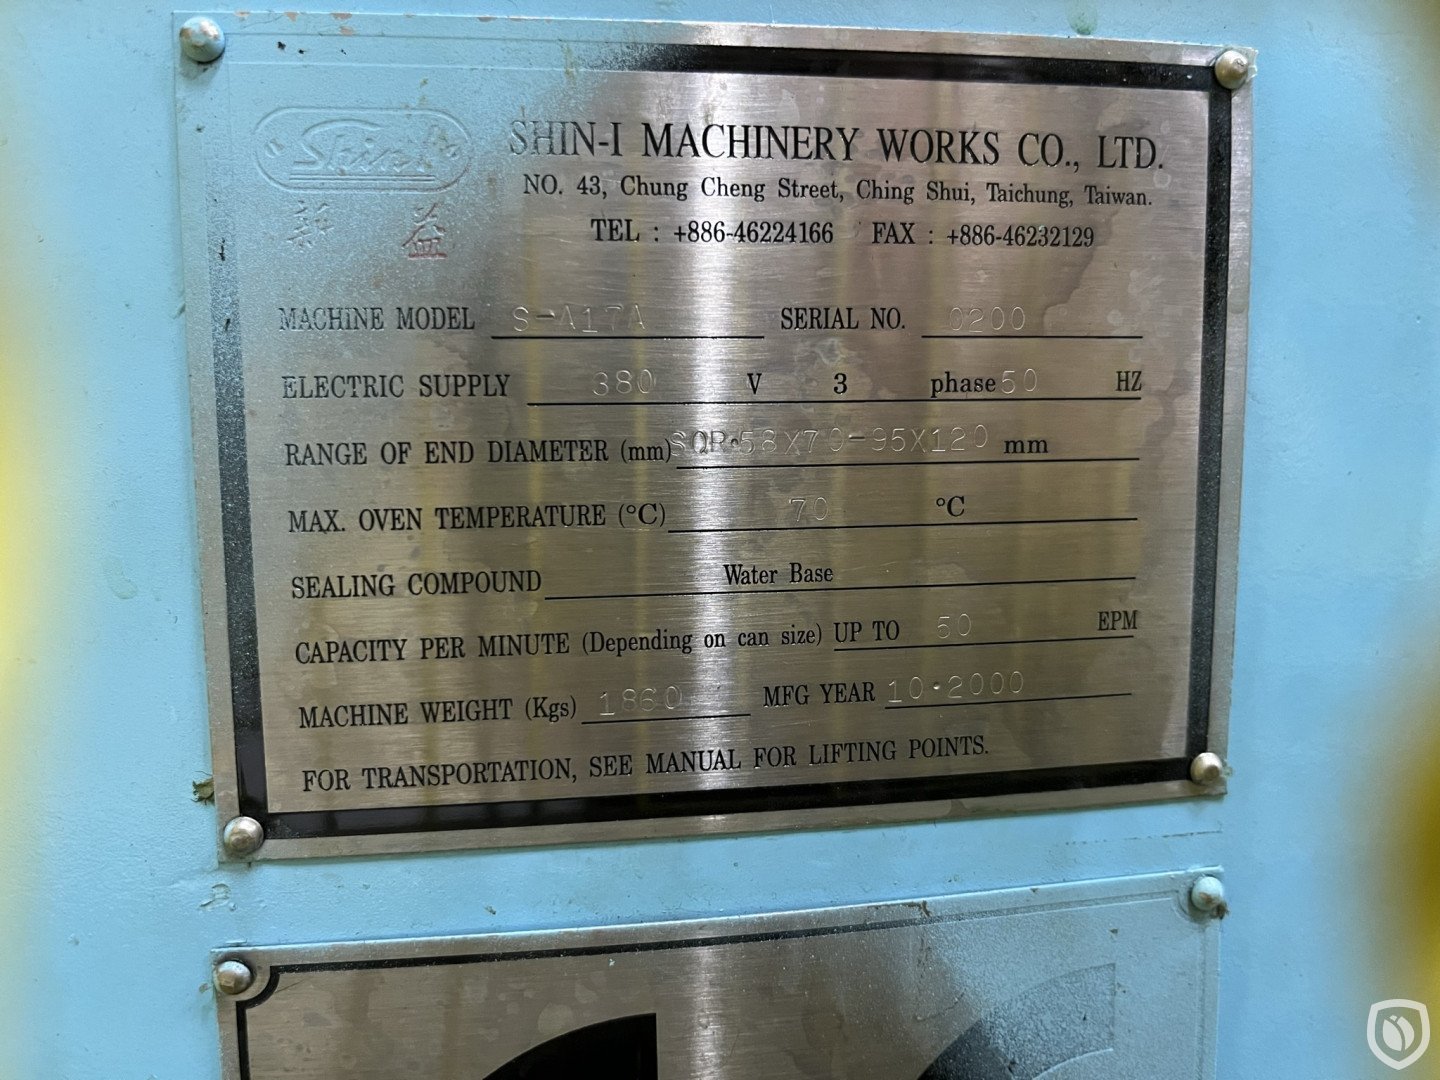 Shin-I
新 益
SHIN-I MACHINERY WORKS CO., LTD.
NO. 43, Chung Cheng Street, Ching Shui, Taichung, Taiwan.
TEL : +886-46224166 FAX : +886-46232129
MACHINE MODEL S-A17A SERIAL NO. 0200
ELECTRIC SUPPLY 380 V 3 phase 50 HZ
RANGE OF END DIAMETER (mm) SQR·58X70-95X120 mm
MAX. OVEN TEMPERATURE (°C) 70 °C
SEALING COMPOUND Water Base
CAPACITY PER MINUTE (Depending on can size) UP TO EPM
MACHINE WEIGHT (Kgs) 1860 MFG YEAR 10·2000
FOR TRANSPORTATION, SEE MANUAL FOR LIFTING POINTS.